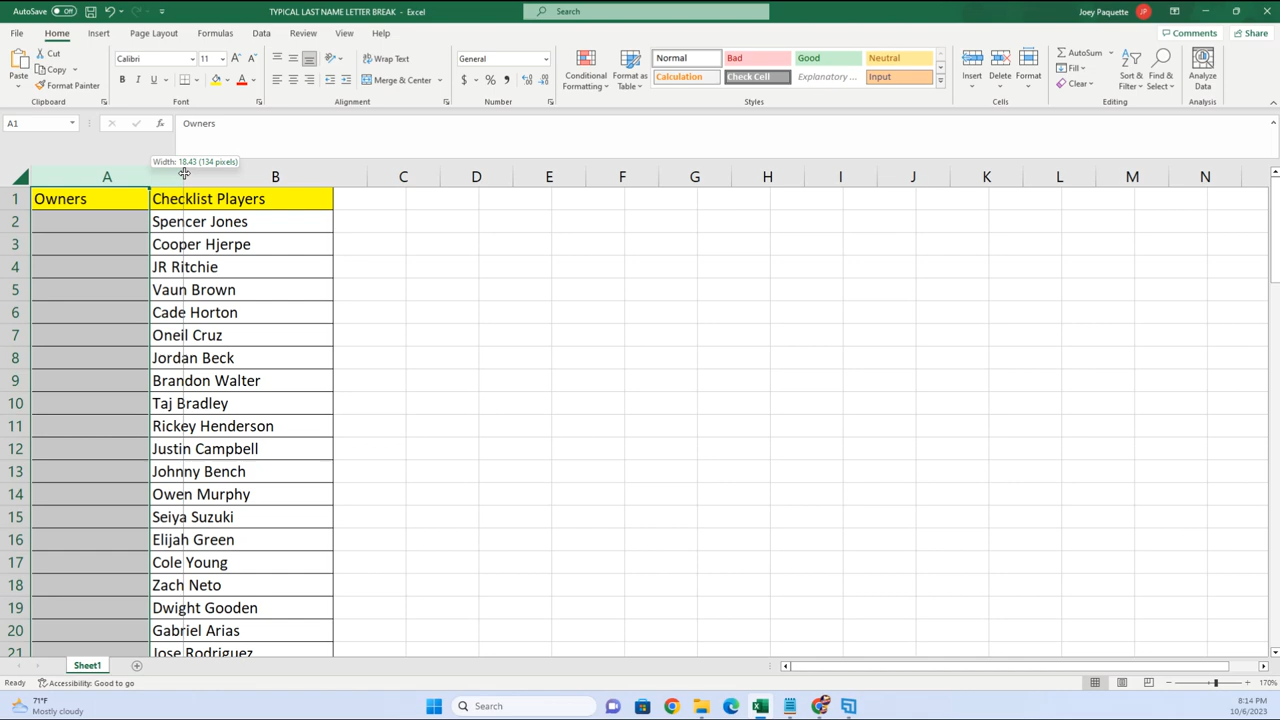 AutoSave Off TYPICAL LAST NAME LETTER BREAK - Excel Search Joey Paquette JP
File Home Insert Page Layout Formulas Data Review View Help Comments Share
Paste Cut Copy Format Painter Clipboard
Calibri 11 A A B I U A Font
Wrap Text Merge & Center Alignment
General $ % Number
Conditional Formatting Format as Table Normal Bad Good Neutral Calculation Check Cell Explanatory ... Input Styles
Insert Delete Format Cells
AutoSum Fill Clear Sort & Filter Find & Select Editing
Analyze Data Analysis
A1 fx Owners
Width: 18.43 (134 pixels)
A B C D E F G H I J K L M N
1 Owners Checklist Players
2 Spencer Jones
3 Cooper Hjerpe
4 JR Ritchie
5 Vaun Brown
6 Cade Horton
7 Oneil Cruz
8 Jordan Beck
9 Brandon Walter
10 Taj Bradley
11 Rickey Henderson
12 Justin Campbell
13 Johnny Bench
14 Owen Murphy
15 Seiya Suzuki
16 Elijah Green
17 Cole Young
18 Zach Neto
19 Dwight Gooden
20 Gabriel Arias
21 Jose Rodriguez
Sheet1
Ready Accessibility: Good to go 170%
71°F
Mostly cloudy
Search
8:14 PM
10/6/2023